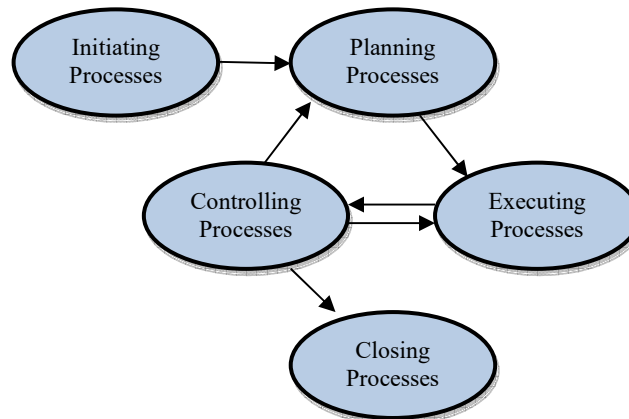 Initiating
Processes
Planning
Processes
Controlling
Processes
Executing
Processes
Closing
Processes